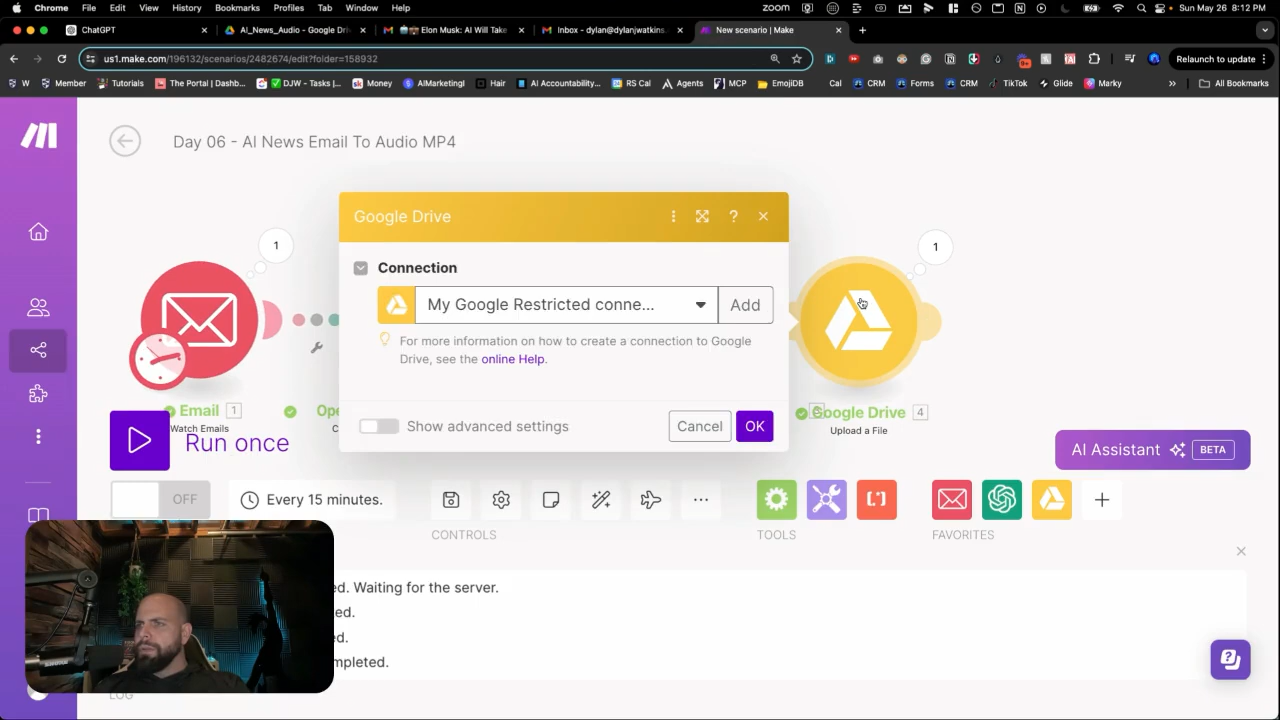 Chrome File Edit View History Bookmarks Profiles Tab Window Help zoom Sun May 26 8:12 PM
ChatGPT × AI_News_Audio - Google Dri × Elon Musk: AI Will Take × Inbox - dylan@dylanjwatkins. × New scenario | Make × +
us1.make.com/196132/scenarios/2482674/edit?folder=158932 Relaunch to update
W Member Tutorials The Portal | Dashb... DJW - Tasks | ... Money AIMarketingl Hair AI Accountability... RS Cal Agents MCP EmojiDB Cal CRM Forms CRM TikTok Glide Marky » All Bookmarks
Day 06 - AI News Email To Audio MP4
Google Drive ? ×
1
1
Connection
My Google Restricted conne... Add
For more information on how to create a connection to Google
Drive, see the online Help.
Email 1
Watch Emails
Ope
C
Show advanced settings Cancel OK
Google Drive 4
Upload a File
Run once
AI Assistant BETA
OFF Every 15 minutes. ...
CONTROLS TOOLS FAVORITES
ed. Waiting for the server.
ed.
ed.
mpleted.
LOG
SHURE